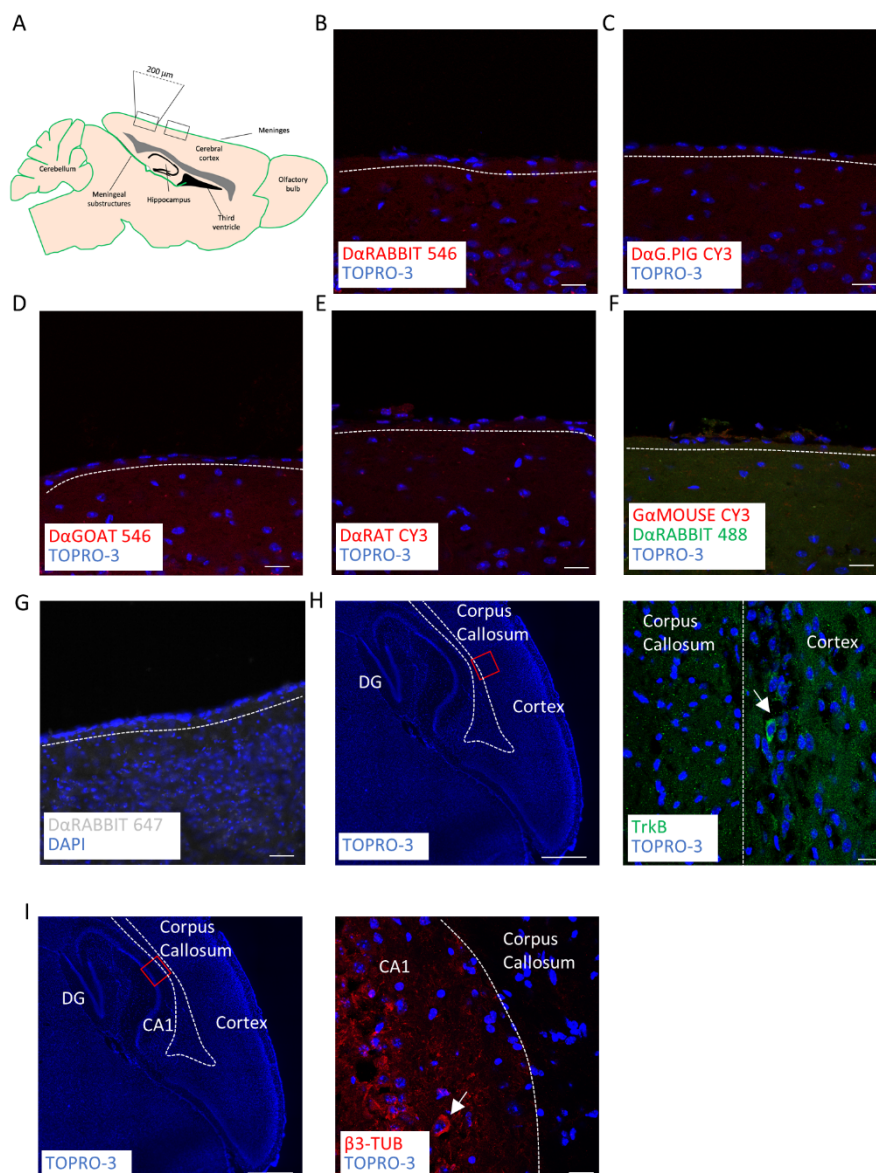 A
200 µm
Meninges
Cerebral
cortex
Cerebellum
Olfactory
bulb
Meningeal
substructures
Hippocampus
Third
ventricle
B
DαRABBIT 546
TOPRO-3
C
DαG.PIG CY3
TOPRO-3
D
DαGOAT 546
TOPRO-3
E
DαRAT CY3
TOPRO-3
F
GαMOUSE CY3
DαRABBIT 488
TOPRO-3
G
DαRABBIT 647
DAPI
H
Corpus
Callosum
DG
Cortex
TOPRO-3
Corpus
Callosum
Cortex
TrkB
TOPRO-3
I
Corpus
Callosum
DG
CA1
Cortex
TOPRO-3
CA1
Corpus
Callosum
β3-TUB
TOPRO-3